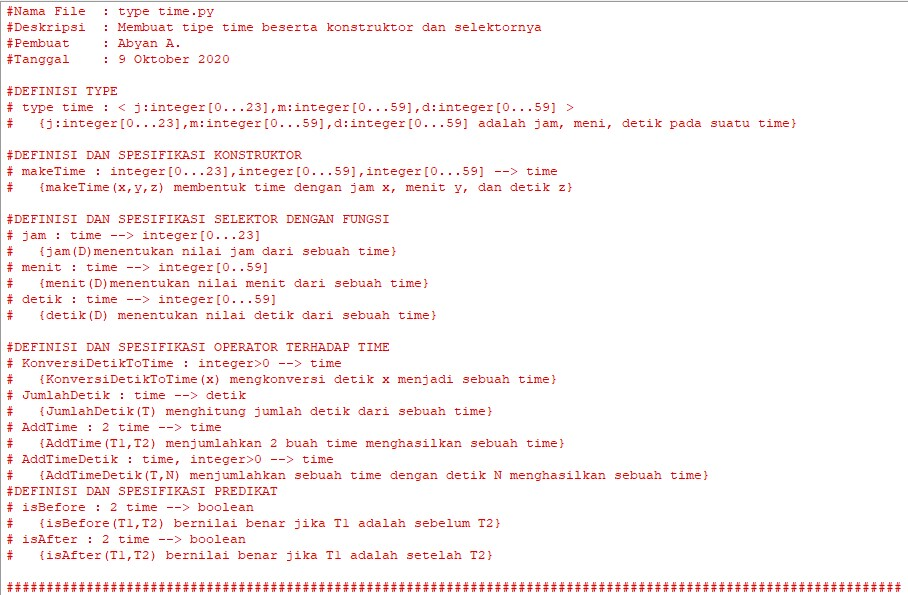 #Nama File  : type time.py
#Deskripsi  : Membuat tipe time beserta konstruktor dan selektornya
#Pembuat    : Abyan A.
#Tanggal    : 9 Oktober 2020
#DEFINISI TYPE
# type time : < j:integer[0...23],m:integer[0...59],d:integer[0...59] >
#   {j:integer[0...23],m:integer[0...59],d:integer[0...59] adalah jam, meni, detik pada suatu time}
#DEFINISI DAN SPESIFIKASI KONSTRUKTOR
# makeTime : integer[0...23],integer[0...59],integer[0...59] --> time
#   {makeTime(x,y,z) membentuk time dengan jam x, menit y, dan detik z}
#DEFINISI DAN SPESIFIKASI SELEKTOR DENGAN FUNGSI
# jam : time --> integer[0...23]
#   {jam(D)menentukan nilai jam dari sebuah time}
# menit : time --> integer[0..59]
#   {menit(D)menentukan nilai menit dari sebuah time}
# detik : time --> integer[0...59]
#   {detik(D) menentukan nilai detik dari sebuah time}
#DEFINISI DAN SPESIFIKASI OPERATOR TERHADAP TIME
# KonversiDetikToTime : integer>0 --> time
#   {KonversiDetikToTime(x) mengkonversi detik x menjadi sebuah time}
# JumlahDetik : time --> detik
#   {JumlahDetik(T) menghitung jumlah detik dari sebuah time}
# AddTime : 2 time --> time
#   {AddTime(T1,T2) menjumlahkan 2 buah time menghasilkan sebuah time}
# AddTimeDetik : time, integer>0 --> time
#   {AddTimeDetik(T,N) menjumlahkan sebuah time dengan detik N menghasilkan sebuah time}
#DEFINISI DAN SPESIFIKASI PREDIKAT
# isBefore : 2 time --> boolean
#   {isBefore(T1,T2) bernilai benar jika T1 adalah sebelum T2}
# isAfter : 2 time --> boolean
#   {isAfter(T1,T2) bernilai benar jika T1 adalah setelah T2}
################################################################################################################